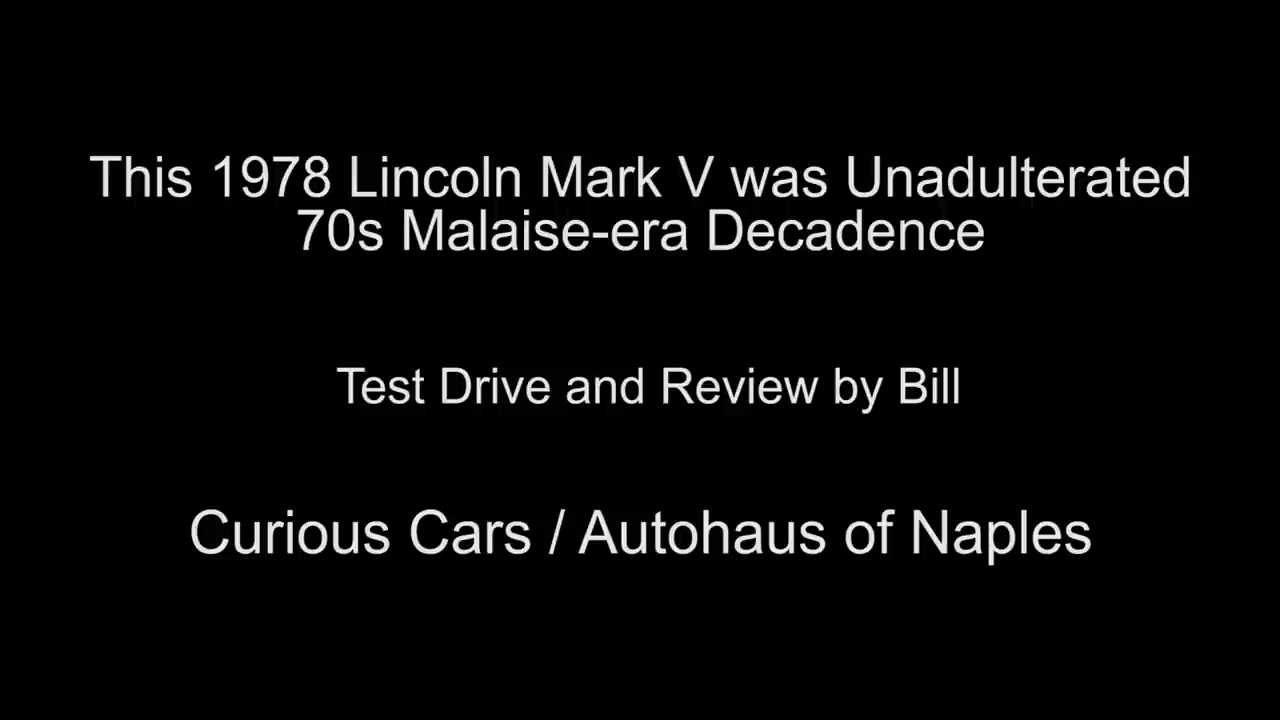 This 1978 Lincoln Mark V was Unadulterated
70s Malaise-era Decadence
Test Drive and Review by Bill
Curious Cars / Autohaus of Naples